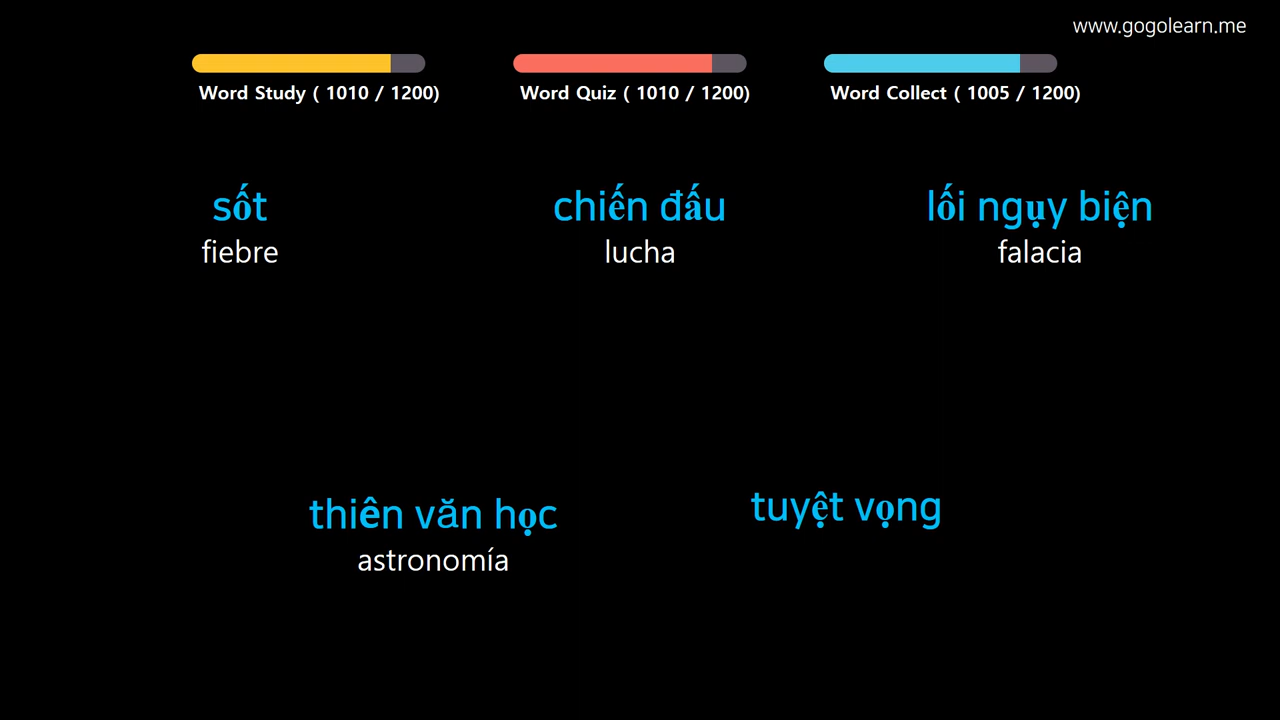 www.gogolearn.me
Word Study ( 1010 / 1200)
Word Quiz ( 1010 / 1200)
Word Collect ( 1005 / 1200)
sốt
fiebre
chiến đấu
lucha
lối ngụy biện
falacia
thiên văn học
astronomía
tuyệt vọng